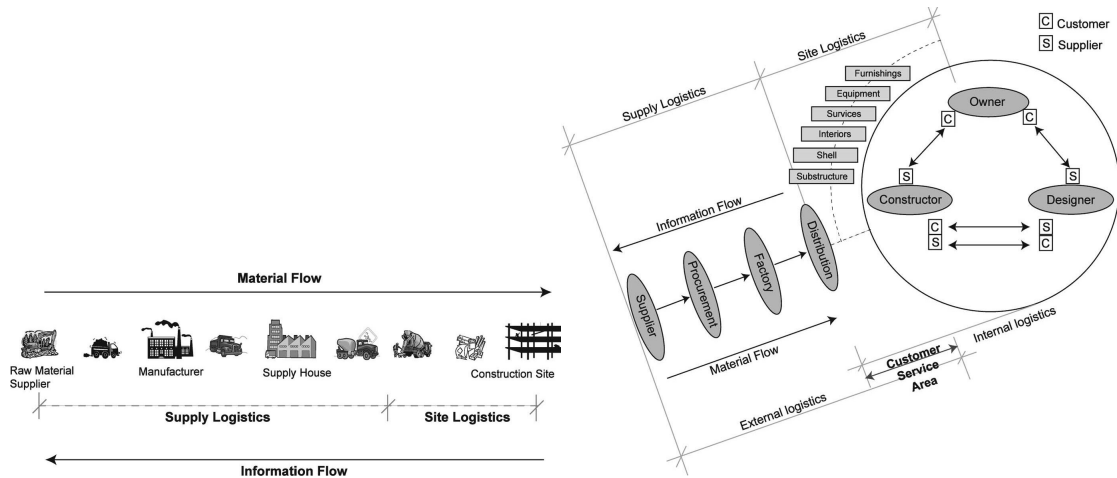 Material Flow
Raw Material
Supplier
Manufacturer
Supply House
Construction Site
Supply Logistics
Site Logistics
Information Flow
C Customer
S Supplier
Site Logistics
Supply Logistics
Furnishings
Equipment
Survices
Interiors
Shell
Substructure
Owner
C
C
S
S
Constructor
Designer
C
S
S
C
Information Flow
Supplier
Procurement
Factory
Distribution
Material Flow
Customer
Service
Area
Internal logistics
External logistics